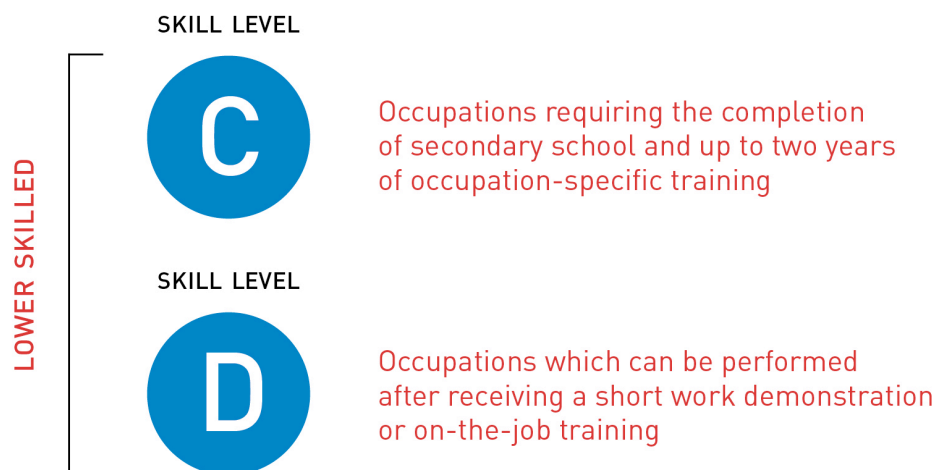 SKILL LEVEL
C
Occupations requiring the completion
of secondary school and up to two years
of occupation-specific training
LOWER SKILLED
SKILL LEVEL
D
Occupations which can be performed
after receiving a short work demonstration
or on-the-job training